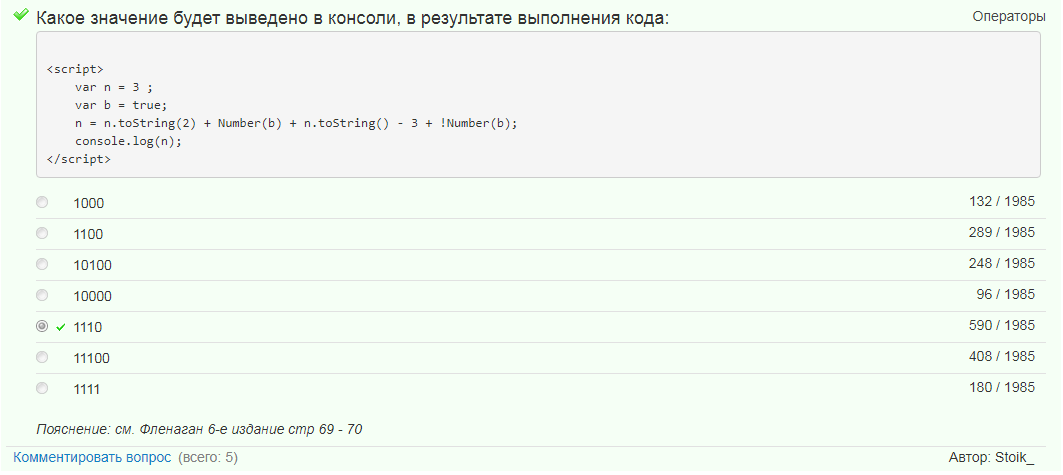 Какое значение будет выведено в консоли, в результате выполнения кода: Операторы
<script>
var n = 3 ;
var b = true;
n = n.toString(2) + Number(b) + n.toString() - 3 + !Number(b);
console.log(n);
</script>
1000 132 / 1985
1100 289 / 1985
10100 248 / 1985
10000 96 / 1985
1110 590 / 1985
11100 408 / 1985
1111 180 / 1985
Пояснение: см. Фленаган 6-е издание стр 69 - 70
Комментировать вопрос (всего: 5) Автор: Stoik_